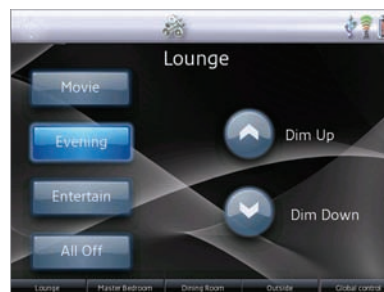 Lounge
Movie
Evening
Entertain
All Off
Dim Up
Dim Down
Lounge
Master Bedroom
Dining Room
Outside
Global control